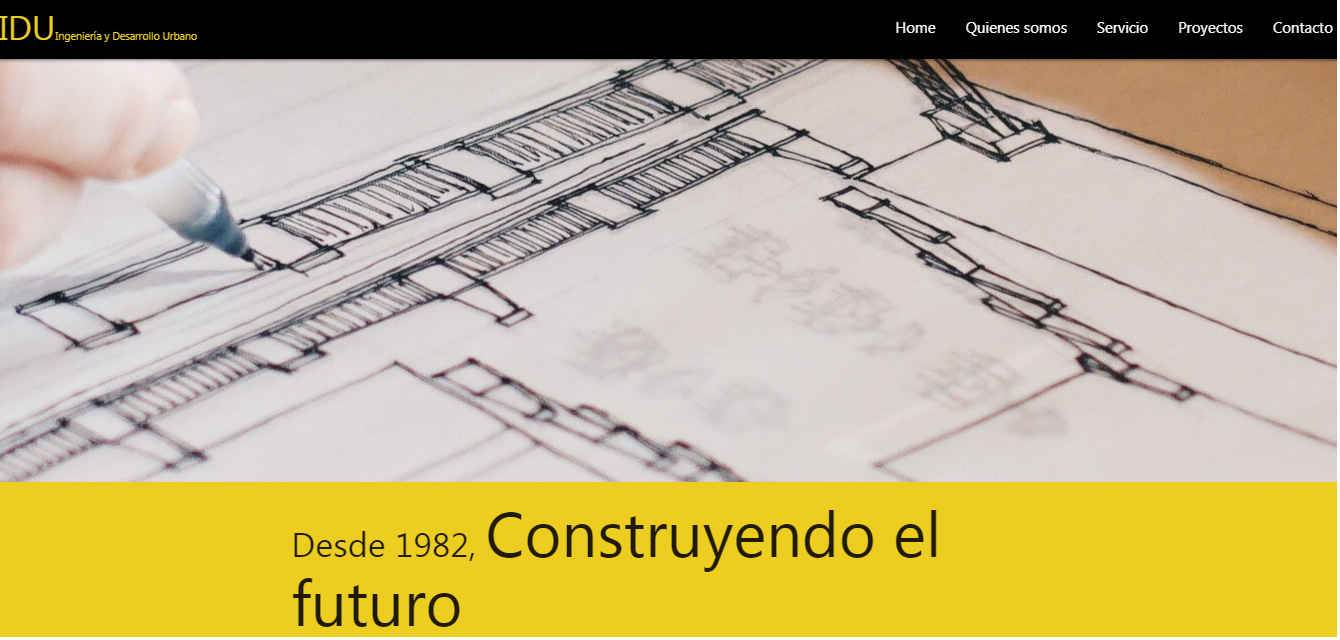 IDU Ingeniería y Desarrollo Urbano
Home Quienes somos Servicio Proyectos Contacto
Desde 1982, Construyendo el
futuro